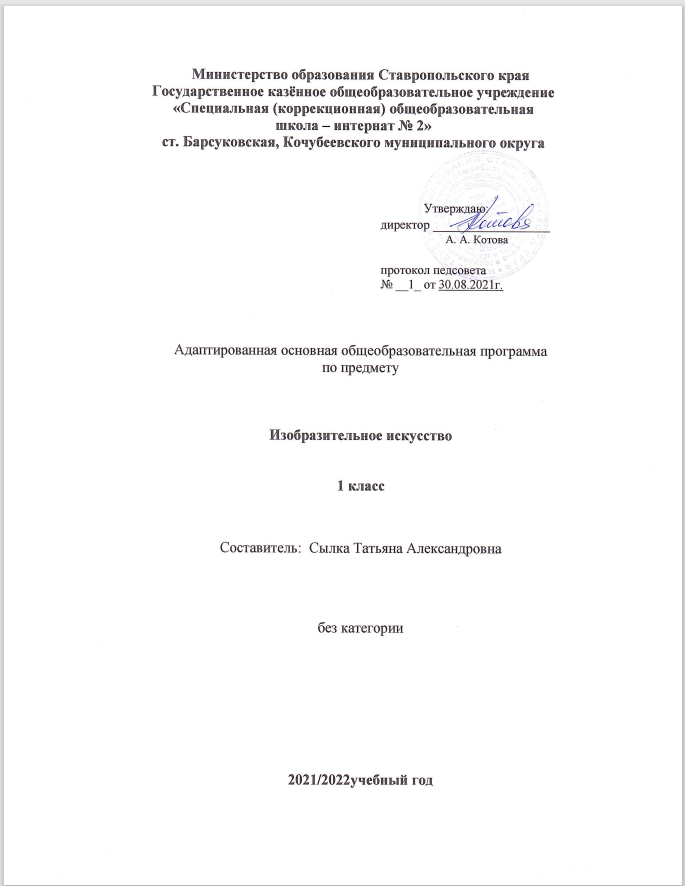 Министерство образования Ставропольского края
Государственное казённое общеобразовательное учреждение
«Специальная (коррекционная) общеобразовательная
школа – интернат № 2»
ст. Барсуковская, Кочубеевского муниципального округа
Утверждаю:
директор
А. А. Котова
протокол педсовета
№ __1_ от 30.08.2021г.
Адаптированная основная общеобразовательная программа
по предмету
Изобразительное искусство
1 класс
Составитель: Сылка Татьяна Александровна
без категории
2021/2022учебный год